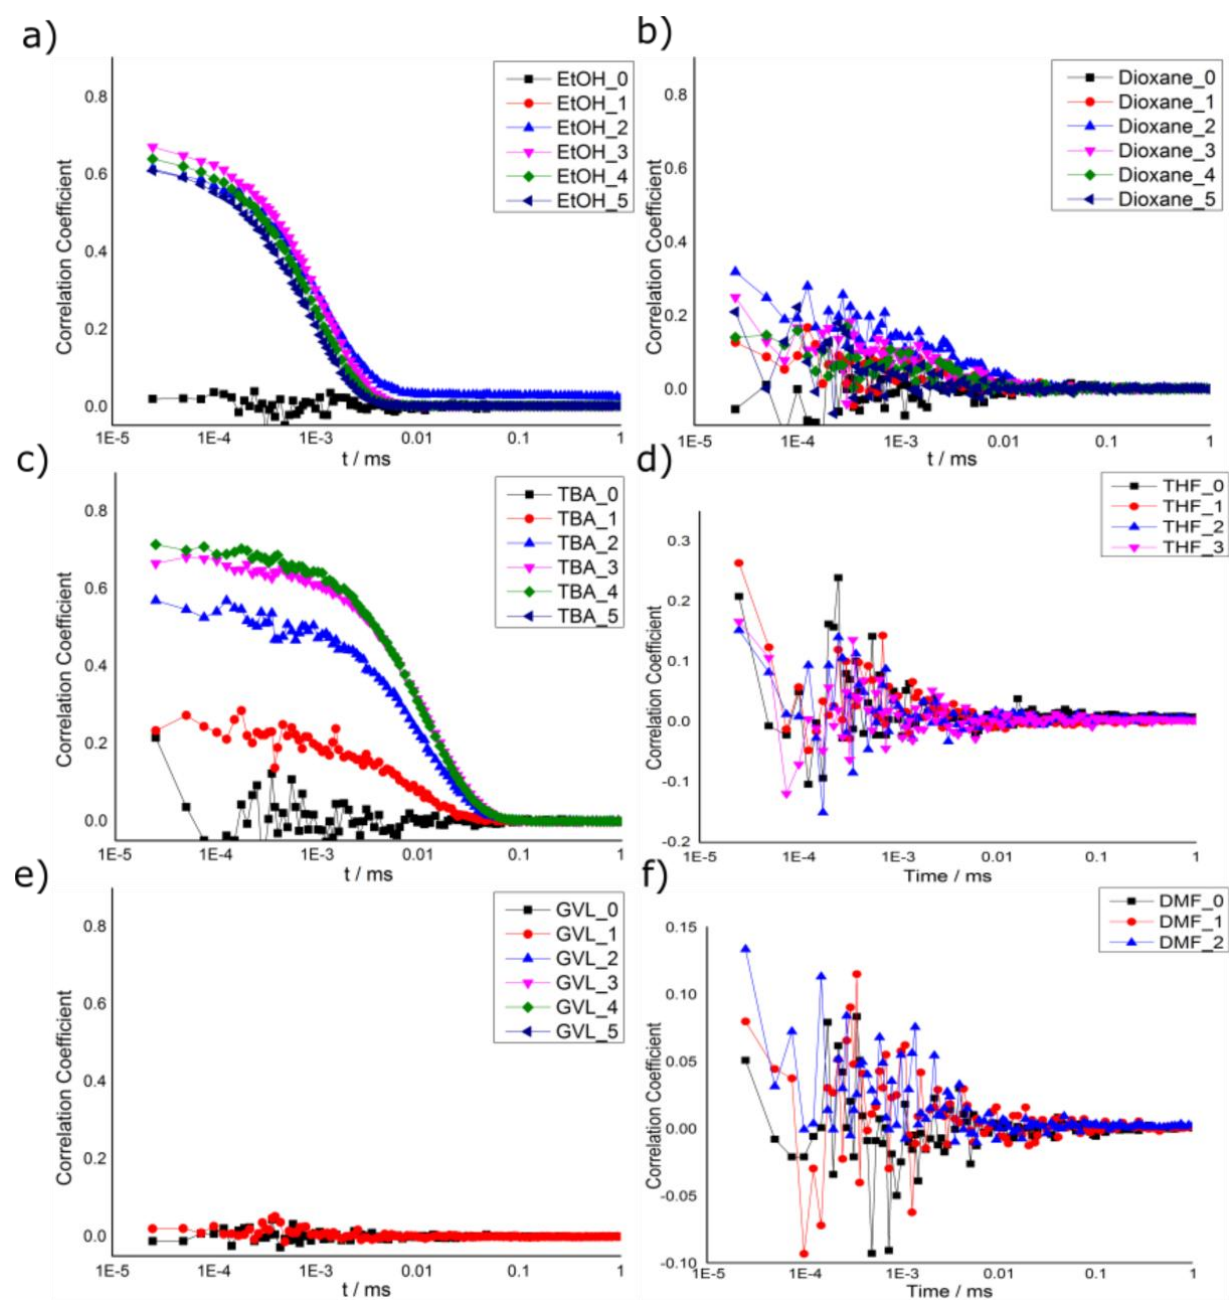 a)
EtOH_0
EtOH_1
EtOH_2
EtOH_3
EtOH_4
EtOH_5
Correlation Coefficient
0.8
0.6
0.4
0.2
0.0
1E-5
1E-4
1E-3
0.01
0.1
1
t / ms
b)
Dioxane_0
Dioxane_1
Dioxane_2
Dioxane_3
Dioxane_4
Dioxane_5
Correlation Coefficient
0.8
0.6
0.4
0.2
0.0
1E-5
1E-4
1E-3
0.01
0.1
1
t / ms
c)
TBA_0
TBA_1
TBA_2
TBA_3
TBA_4
TBA_5
Correlation Coefficient
0.8
0.6
0.4
0.2
0.0
1E-5
1E-4
1E-3
0.01
0.1
1
t / ms
d)
THF_0
THF_1
THF_2
THF_3
Correlation Coefficient
0.3
0.2
0.1
0.0
-0.1
-0.2
1E-5
1E-4
1E-3
0.01
0.1
1
Time / ms
e)
GVL_0
GVL_1
GVL_2
GVL_3
GVL_4
GVL_5
Correlation Coefficient
0.8
0.6
0.4
0.2
0.0
1E-5
1E-4
1E-3
0.01
0.1
1
t / ms
f)
DMF_0
DMF_1
DMF_2
Correlation Coefficient
0.15
0.10
0.05
0.00
-0.05
-0.10
1E-5
1E-4
1E-3
0.01
0.1
1
Time / ms